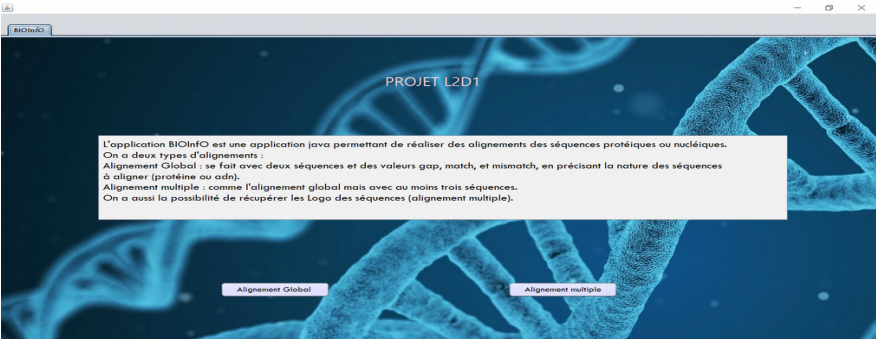 BIOInfO
PROJET L2D1
L'application BIOInfO est une application java permettant de réaliser des alignements des séquences protéiques ou nucléiques.
On a deux types d'alignements :
Alignement Global : se fait avec deux séquences et des valeurs gap, match, et mismatch, en précisant la nature des séquences
à aligner (protéine ou adn).
Alignement multiple : comme l'alignement global mais avec au moins trois séquences.
On a aussi la possibilité de récupérer les Logo des séquences (alignement multiple).
Alignement Global
Alignement multiple